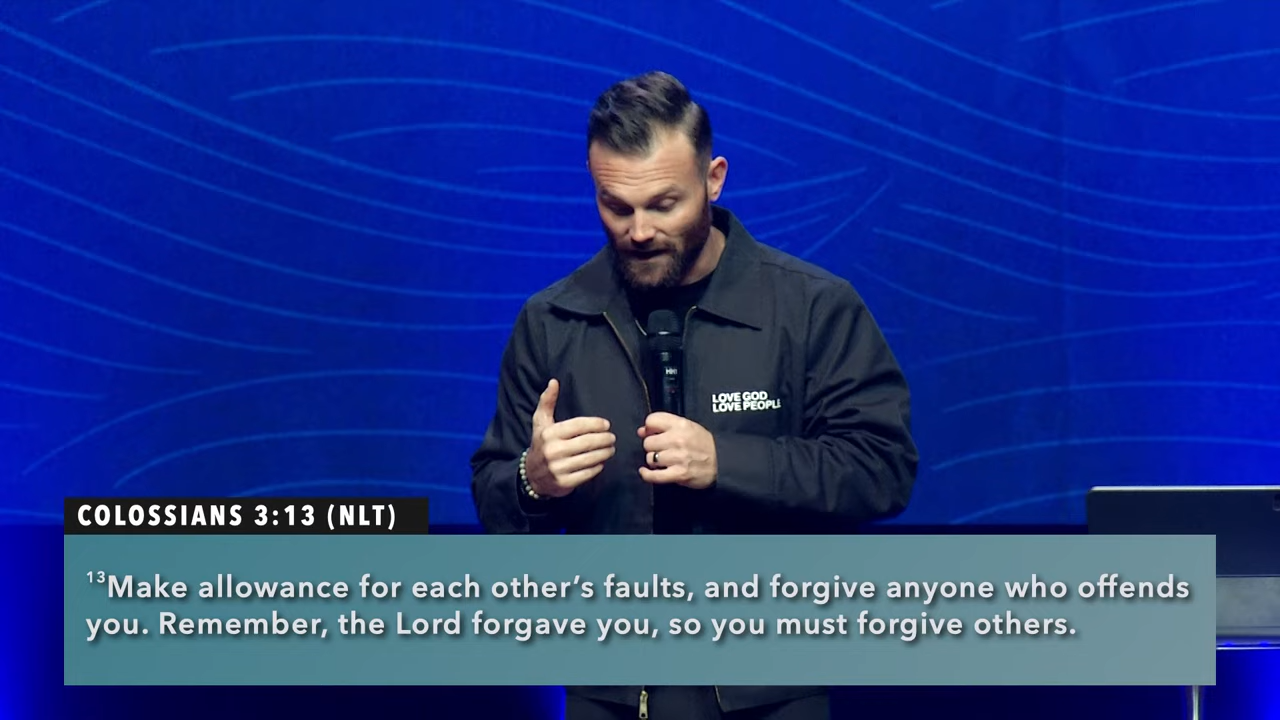 LOVE GOD
LOVE PEOPLE
COLOSSIANS 3:13 (NLT)
13Make allowance for each other’s faults, and forgive anyone who offends
you. Remember, the Lord forgave you, so you must forgive others.